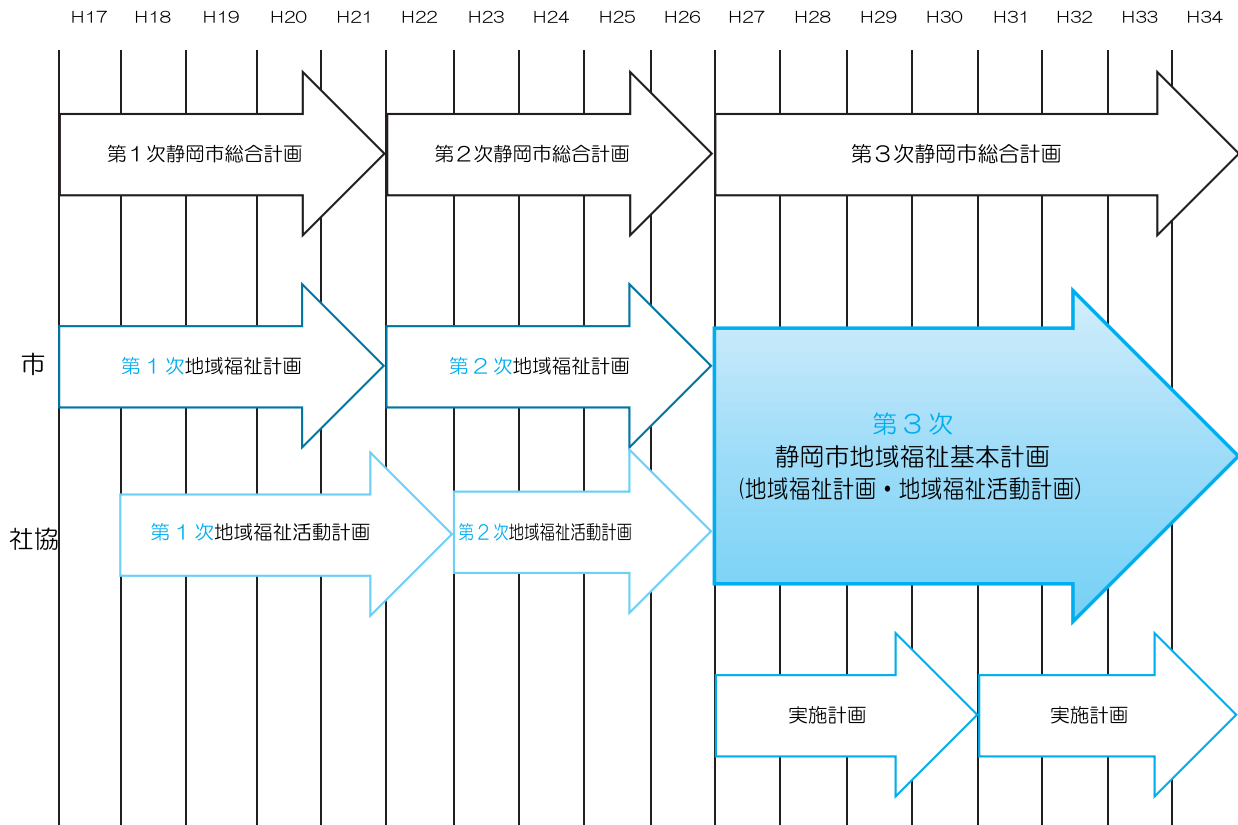 H17 H18 H19 H20 H21 H22 H23 H24 H25 H26 H27 H28 H29 H30 H31 H32 H33 H34
第1次静岡市総合計画 第2次静岡市総合計画 第3次静岡市総合計画
市
第1次地域福祉計画 第2次地域福祉計画
第3次
静岡市地域福祉基本計画
(地域福祉計画・地域福祉活動計画)
社協
第1次地域福祉活動計画 第2次地域福祉活動計画
実施計画 実施計画